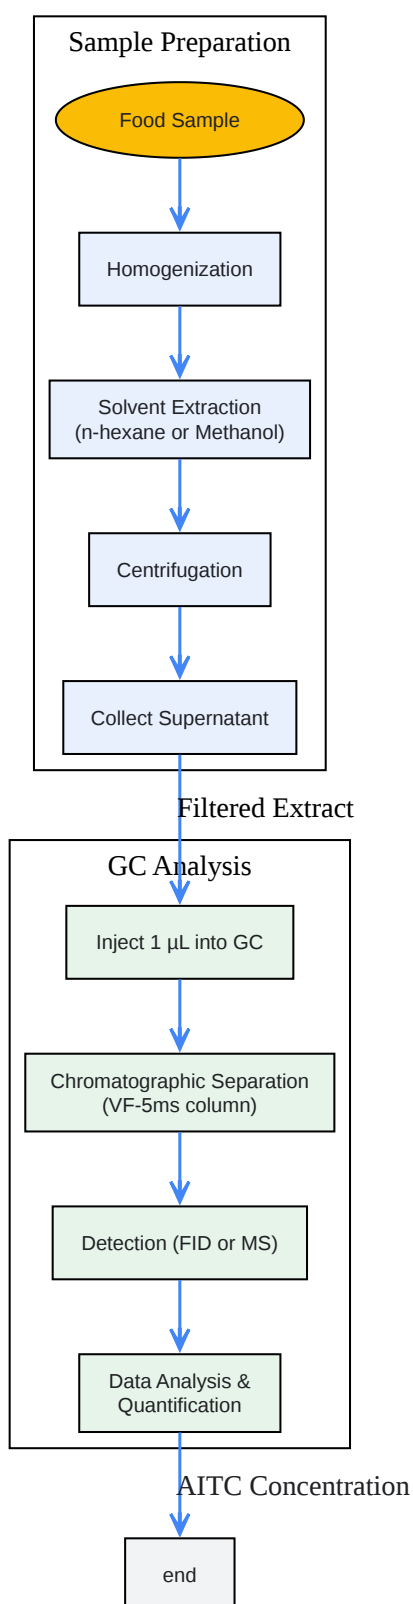 Sample Preparation
Food Sample
Homogenization
Solvent Extraction
(n-hexane or Methanol)
Centrifugation
Collect Supernatant
Filtered Extract
GC Analysis
Inject 1 µL into GC
Chromatographic Separation
(VF-5ms column)
Detection (FID or MS)
Data Analysis &
Quantification
AITC Concentration
end